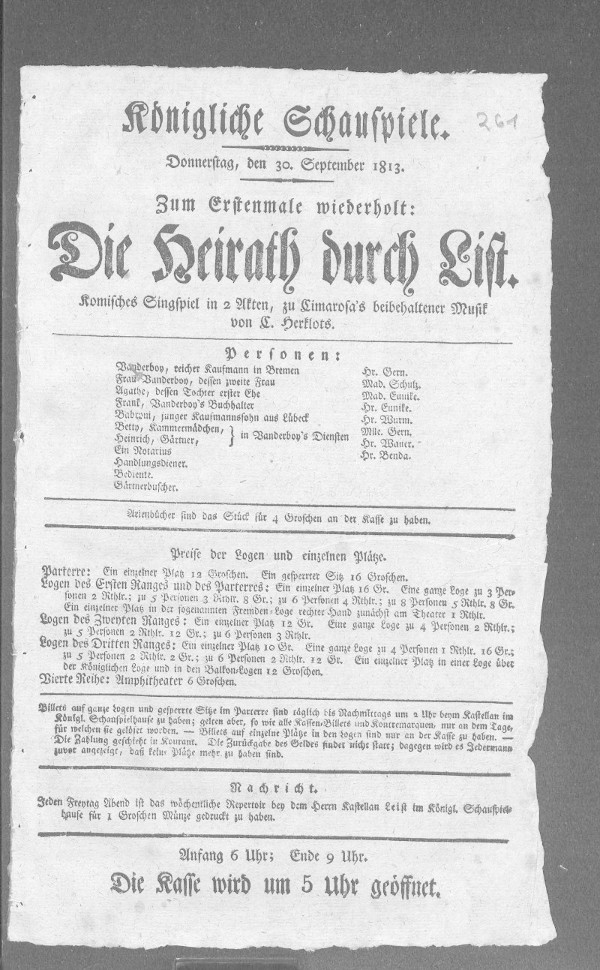 261
Königliche Schauspiele.
Donnerstag, den 30. September 1813.
Zum Erstenmale wiederholt:
Die Heirath durch List.
Komisches Singspiel in 2 Akten, zu Cimarosa's beibehaltener Musik
von C. Herklots.
Personen:
Vanderboy, reicher Kaufmann in Bremen Hr. Gern.
Frau Vanderboy, dessen zweite Frau Mad. Schulz.
Agathe, dessen Tochter erster Ehe Mad. Eunike.
Frank, Vanderboy's Buchhalter Hr. Eunike.
junger Kaufmannssohn aus Lübeck Hr. Wurm.
Betty, Kammermädchen, Mlle. Gern.
Heinrich, Gärtner, } in Vanderboy's Diensten Hr. Wauer.
Ein Notarius Hr. Benda.
Handlungsdiener.
Bediente.
Gärtnerbursche.
Arienbücher sind das Stück für 4 Groschen an der Kasse zu haben.
Preise der Logen und einzelnen Plätze.
Parterre: Ein einzelner Platz 12 Groschen. Ein gesperrter Sitz 16 Groschen.
Logen des Ersten Ranges und des Parterres: Ein einzelner Platz 16 Gr. Eine ganze Loge zu 3 Per-
sonen 2 Rthlr.; zu 5 Personen 3 Rthlr. 8 Gr.; zu 6 Personen 4 Rthlr.; zu 8 Personen 5 Rthlr. 8 Gr.
Ein einzelner Platz in der sogenannten Fremden-Loge rechter Hand zunächst am Theater 1 Rthlr.
Logen des Zweyten Ranges: Ein einzelner Platz 12 Gr. Eine ganze Loge zu 4 Personen 2 Rthlr.;
zu 5 Personen 2 Rthlr. 12 Gr.; zu 6 Personen 3 Rthlr.
Logen des Dritten Ranges: Ein einzelner Platz 10 Gr. Eine ganze Loge zu 4 Personen 1 Rthlr. 16 Gr.;
zu 5 Personen 2 Rthlr. 2 Gr.; zu 6 Personen 2 Rthlr. 12 Gr. Ein einzelner Platz in einer Loge über
der Königlichen Loge und in den Balkon-Logen 12 Groschen.
Vierte Reihe: Amphitheater 6 Groschen.
Billets auf ganze Logen und gesperrte Sitze im Parterre sind täglich bis Nachmittags um 2 Uhr beym Kastellan im
Königl. Schauspielhause zu haben; gelten aber, so wie alle Kassen-Billets und Kontremarquen, nur an dem Tage,
für welchen sie gelöset worden. — Billets auf einzelne Plätze in den Logen sind nur an der Kasse zu haben. —
Die Zahlung geschieht in Kourant. Die Zurückgabe des Geldes findet nicht statt; dagegen wird es Jedermann
zuvor angezeigt, daß keine Plätze mehr zu haben sind.
Nachricht.
Jeden Freytag Abend ist das wöchentliche Repertoir bey dem Herrn Kastellan Leist im Königl. Schauspiel-
hause für 1 Groschen Münze gedruckt zu haben.
Anfang 6 Uhr; Ende 9 Uhr.
Die Kasse wird um 5 Uhr geöffnet.